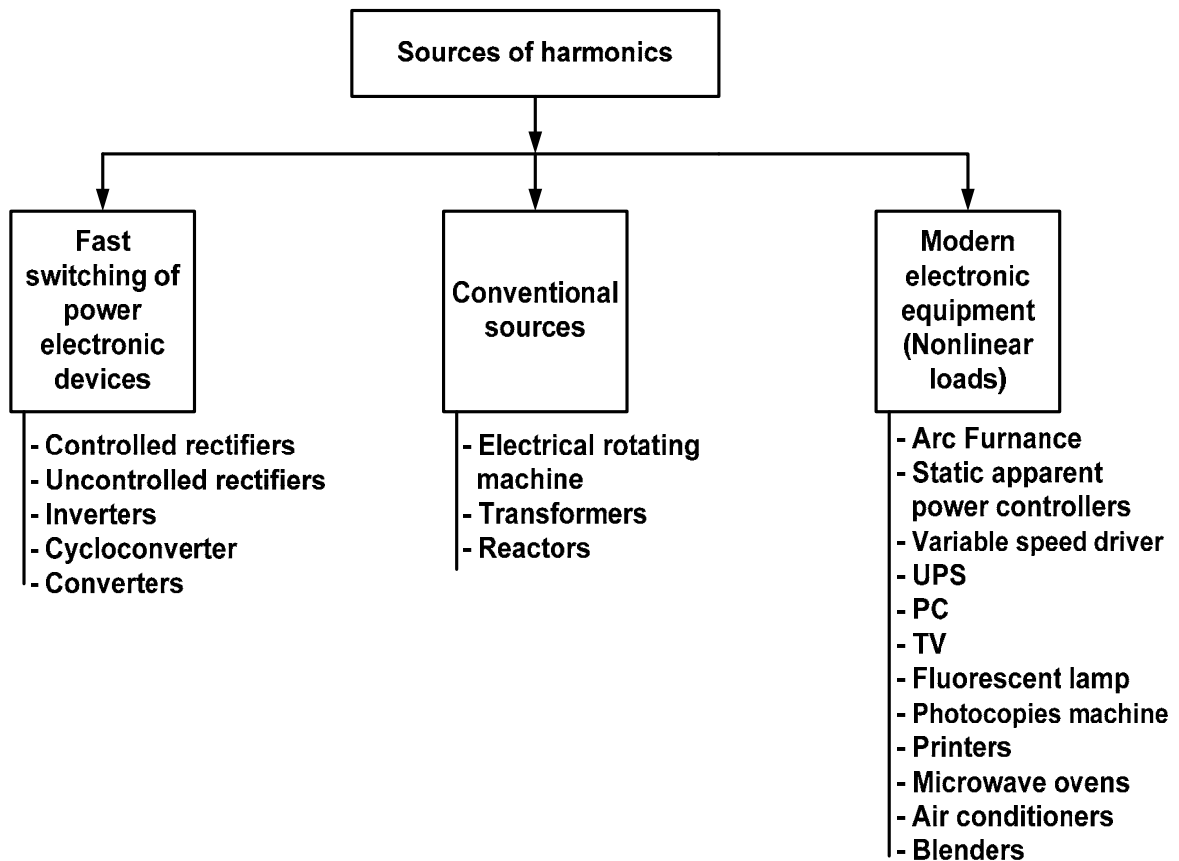 Sources of harmonics
Fast
switching of
power
electronic
devices
- Controlled rectifiers
- Uncontrolled rectifiers
- Inverters
- Cycloconverter
- Converters
Conventional
sources
- Electrical rotating
machine
- Transformers
- Reactors
Modern
electronic
equipment
(Nonlinear
loads)
- Arc Furnance
- Static apparent
power controllers
- Variable speed driver
- UPS
- PC
- TV
- Fluorescent lamp
- Photocopies machine
- Printers
- Microwave ovens
- Air conditioners
- Blenders